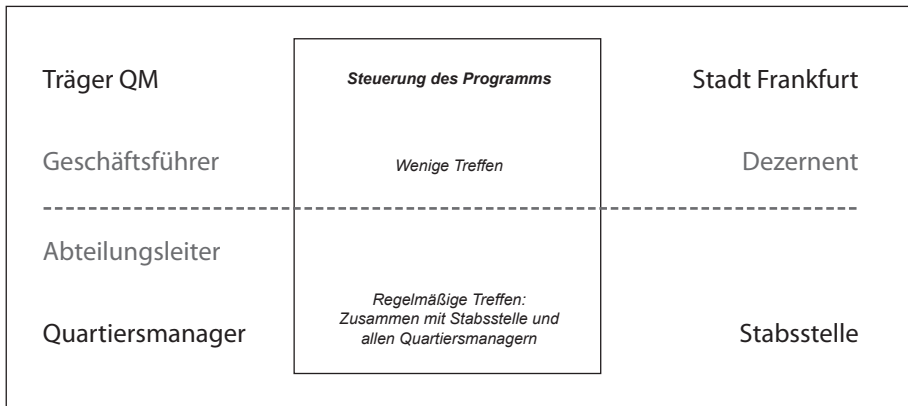 Träger QM
Steuerung des Programms
Stadt Frankfurt
Geschäftsführer
Wenige Treffen
Dezernent
Abteilungsleiter
Regelmäßige Treffen:
Zusammen mit Stabsstelle und
allen Quartiersmanagern
Quartiersmanager
Stabsstelle